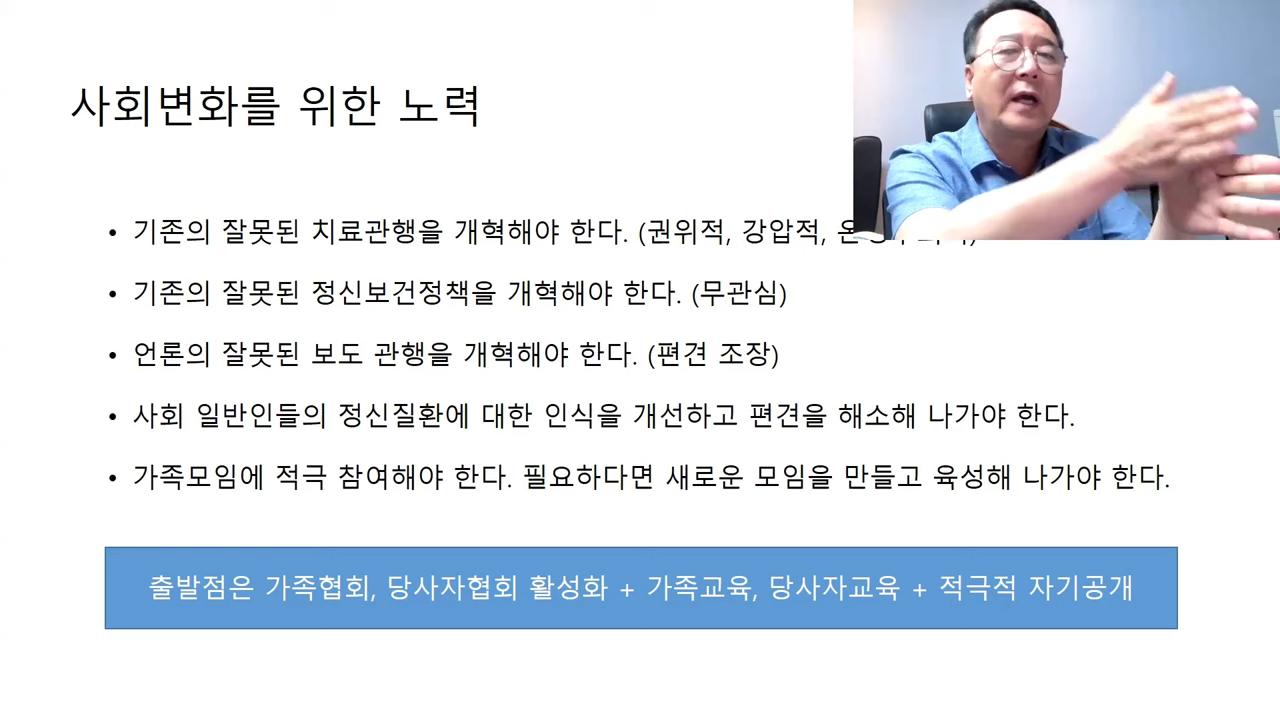 사회변화를 위한 노력
• 기존의 잘못된 치료관행을 개혁해야 한다. (권위적, 강압적,
• 기존의 잘못된 정신보건정책을 개혁해야 한다. (무관심)
• 언론의 잘못된 보도 관행을 개혁해야 한다. (편견 조장)
• 사회 일반인들의 정신질환에 대한 인식을 개선하고 편견을 해소해 나가야 한다.
• 가족모임에 적극 참여해야 한다. 필요하다면 새로운 모임을 만들고 육성해 나가야 한다.
출발점은 가족협회, 당사자협회 활성화 + 가족교육, 당사자교육 + 적극적 자기공개